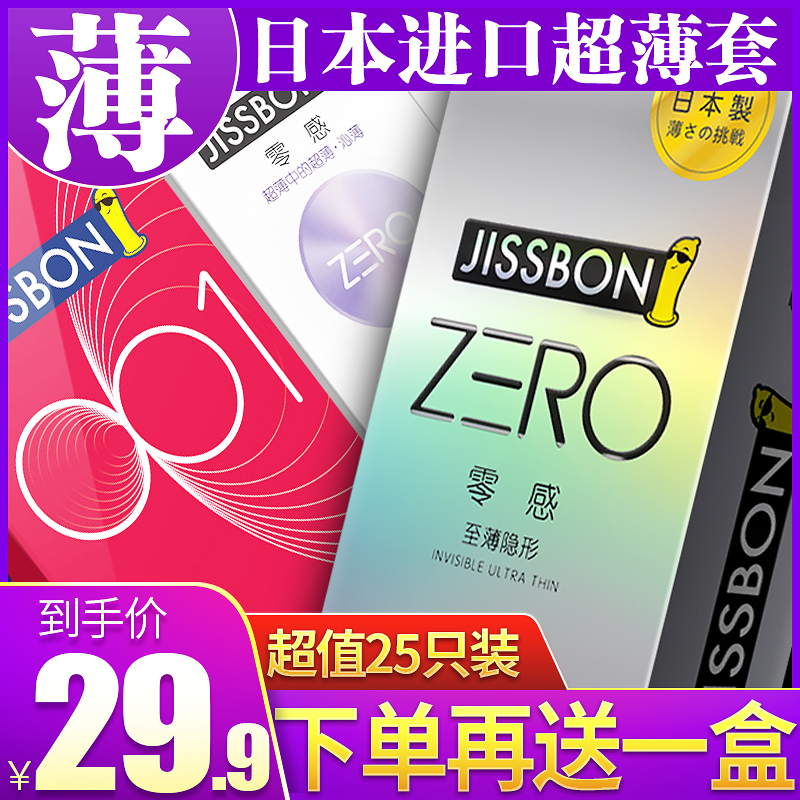 薄
日本进口超薄套
JISSBON
零感
超薄中的超薄·沁薄
ZERO
SBON
001
日本製
薄さの挑戦
JISSBON
ZERO
零感
至薄隐形
INVISIBLE ULTRA THIN
JISSBON
到手价
¥29.9
超值25只装
下单再送一盒